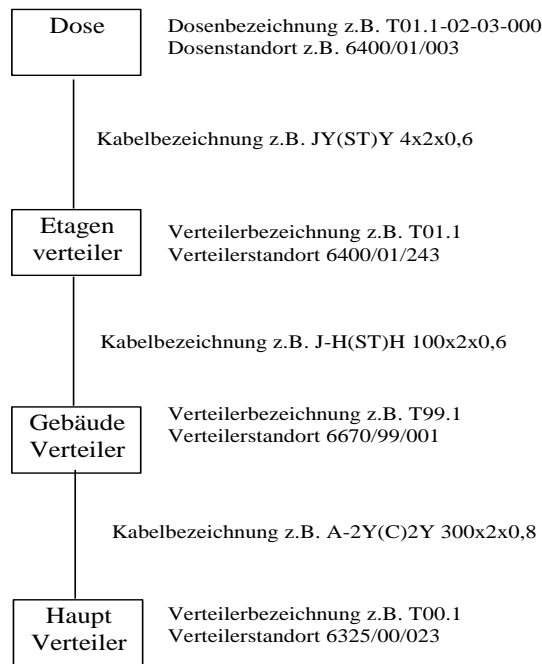 Dose
Dosenbezeichnung z.B. T01.1-02-03-000
Dosenstandort z.B. 6400/01/003
Kabelbezeichnung z.B. JY(ST)Y 4x2x0,6
Etagen
verteiler
Verteilerbezeichnung z.B. T01.1
Verteilerstandort 6400/01/243
Kabelbezeichnung z.B. J-H(ST)H 100x2x0,6
Gebäude
Verteiler
Verteilerbezeichnung z.B. T99.1
Verteilerstandort 6670/99/001
Kabelbezeichnung z.B. A-2Y(C)2Y 300x2x0,8
Haupt
Verteiler
Verteilerbezeichnung z.B. T00.1
Verteilerstandort 6325/00/023